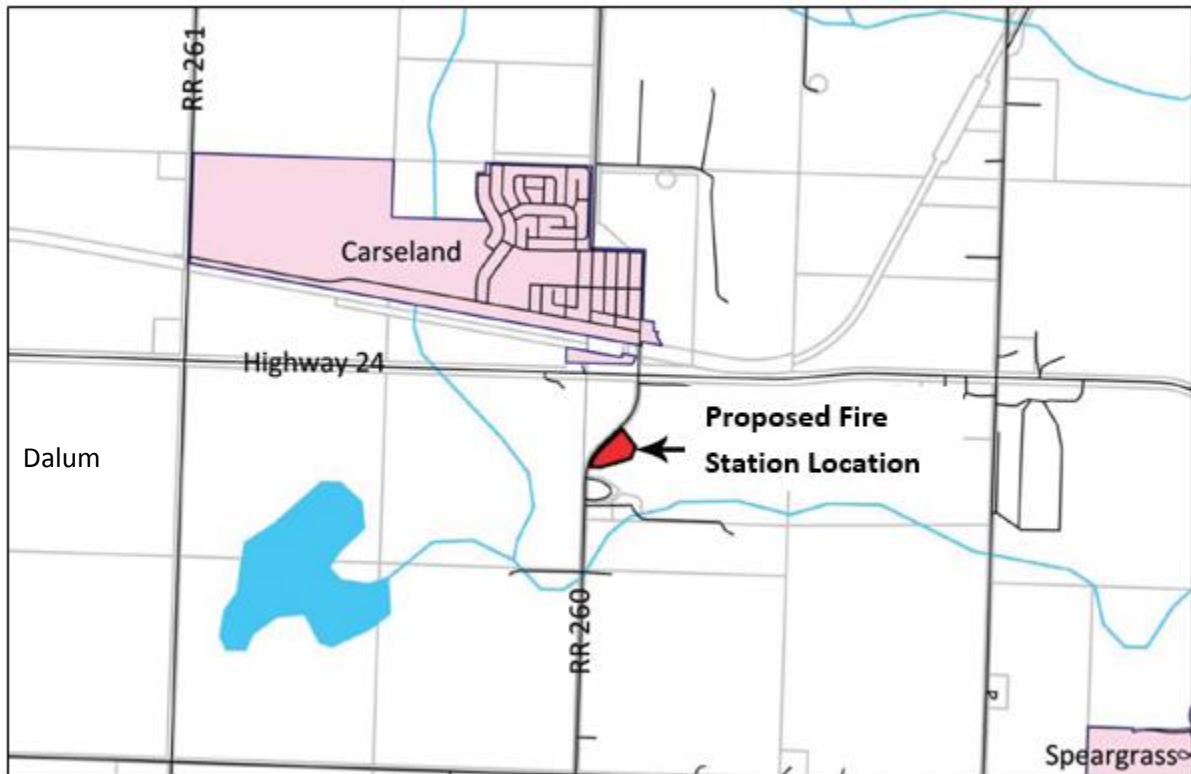 RR 261
Carseland
Highway 24
Proposed Fire
Station Location
Dalum
RR 260
Speargrass